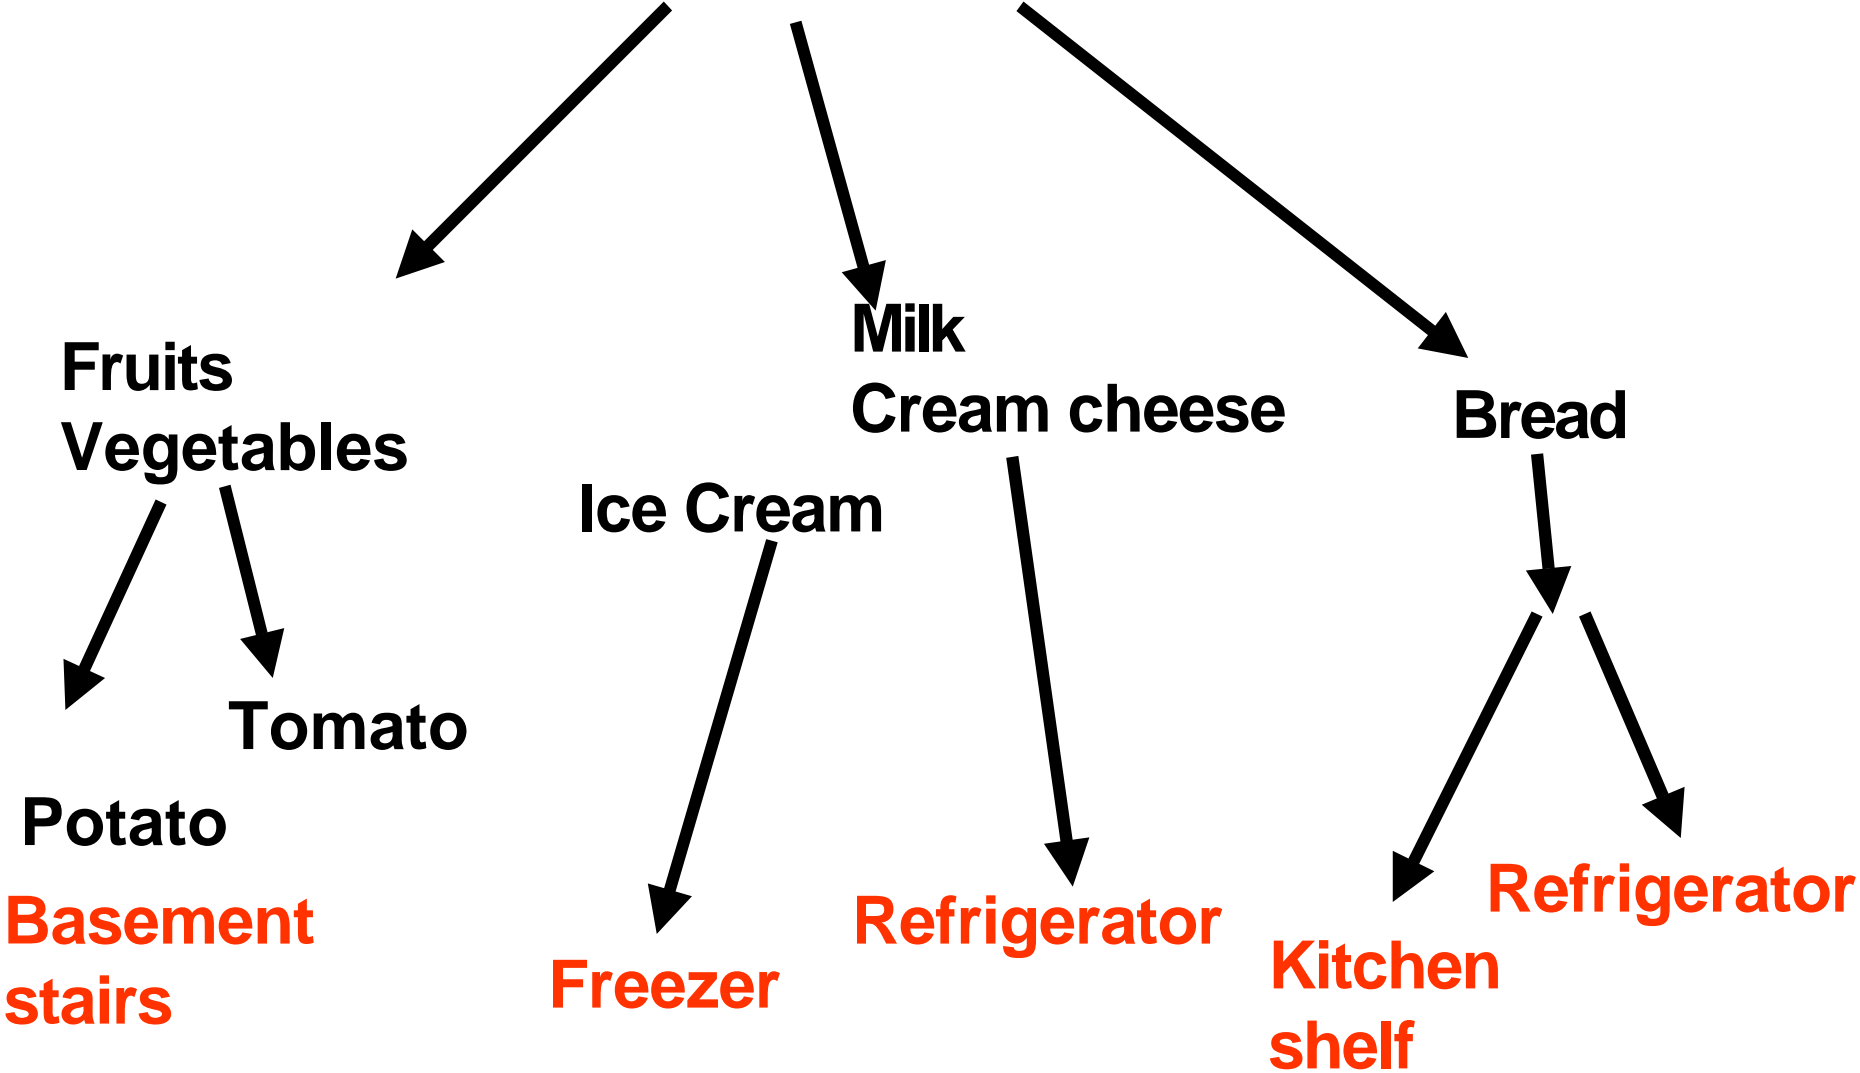 Fruits
Vegetables
Milk
Cream cheese
Ice Cream
Bread
Tomato
Potato
Basement
stairs
Freezer
Refrigerator
Kitchen
shelf
Refrigerator